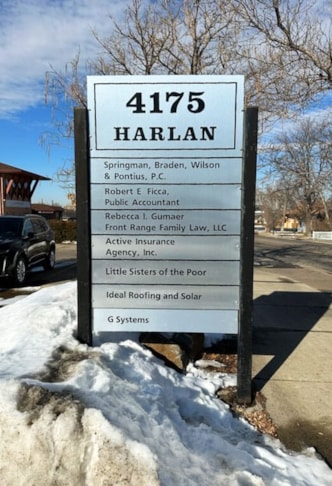 4175
HARLAN
Springman, Braden, Wilson
& Pontius, P.C.
Robert E. Ficca,
Public Accountant
Rebecca I. Gumaer
Front Range Family Law, LLC
Active Insurance
Agency, Inc.
Little Sisters of the Poor
Ideal Roofing and Solar
G Systems